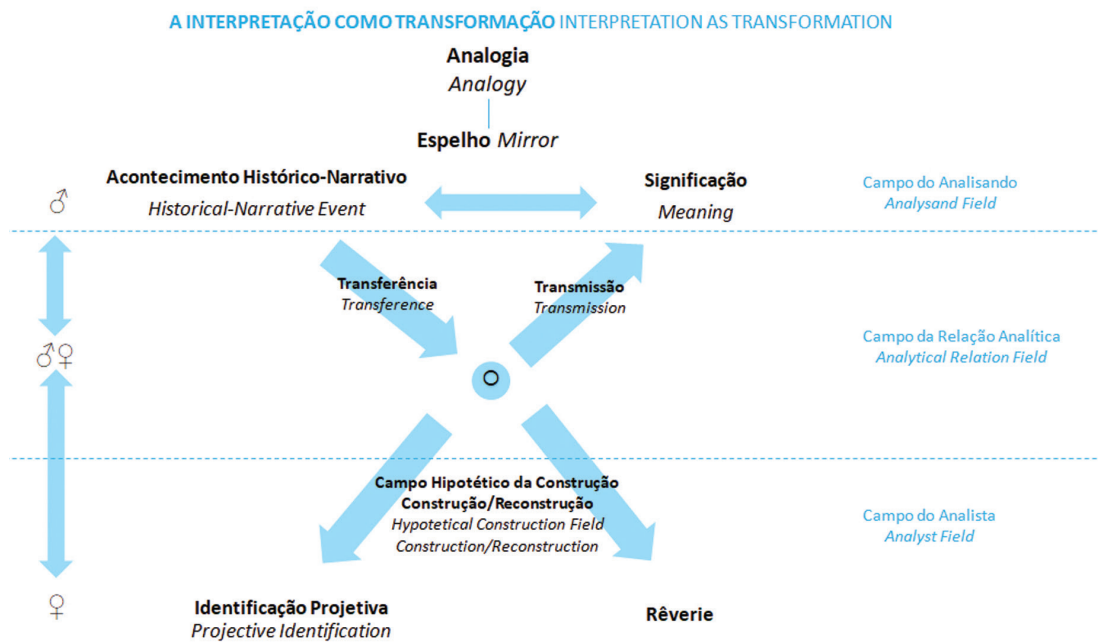 A INTERPRETAÇÃO COMO TRANSFORMAÇÃO INTERPRETATION AS TRANSFORMATION
Analogia
Analogy
Espelho Mirror
Acontecimento Histórico-Narrativo
Historical-Narrative Event
Significação
Meaning
Campo do Analisando
Analysand Field
♂
Transferência
Transference
Transmissão
Transmission
♂♀
Campo da Relação Analítica
Analytical Relation Field
O
Campo Hipotético da Construção
Construção/Reconstrução
Hypotetical Construction Field
Construction/Reconstruction
Campo do Analista
Analyst Field
♀
Identificação Projetiva
Projective Identification
Rêverie